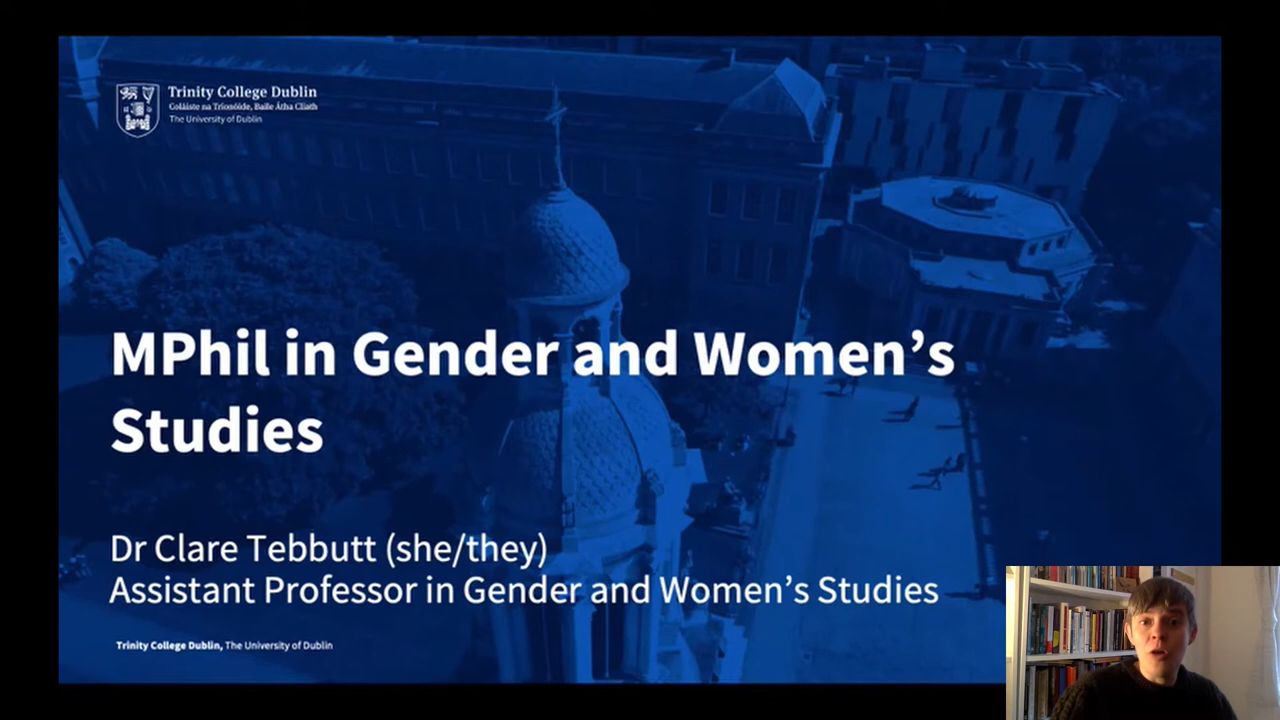 Trinity College Dublin
Coláiste na Tríonóide, Baile Átha Cliath
The University of Dublin
MPhil in Gender and Women’s
Studies
Dr Clare Tebbutt (she/they)
Assistant Professor in Gender and Women’s Studies
Trinity College Dublin, The University of Dublin